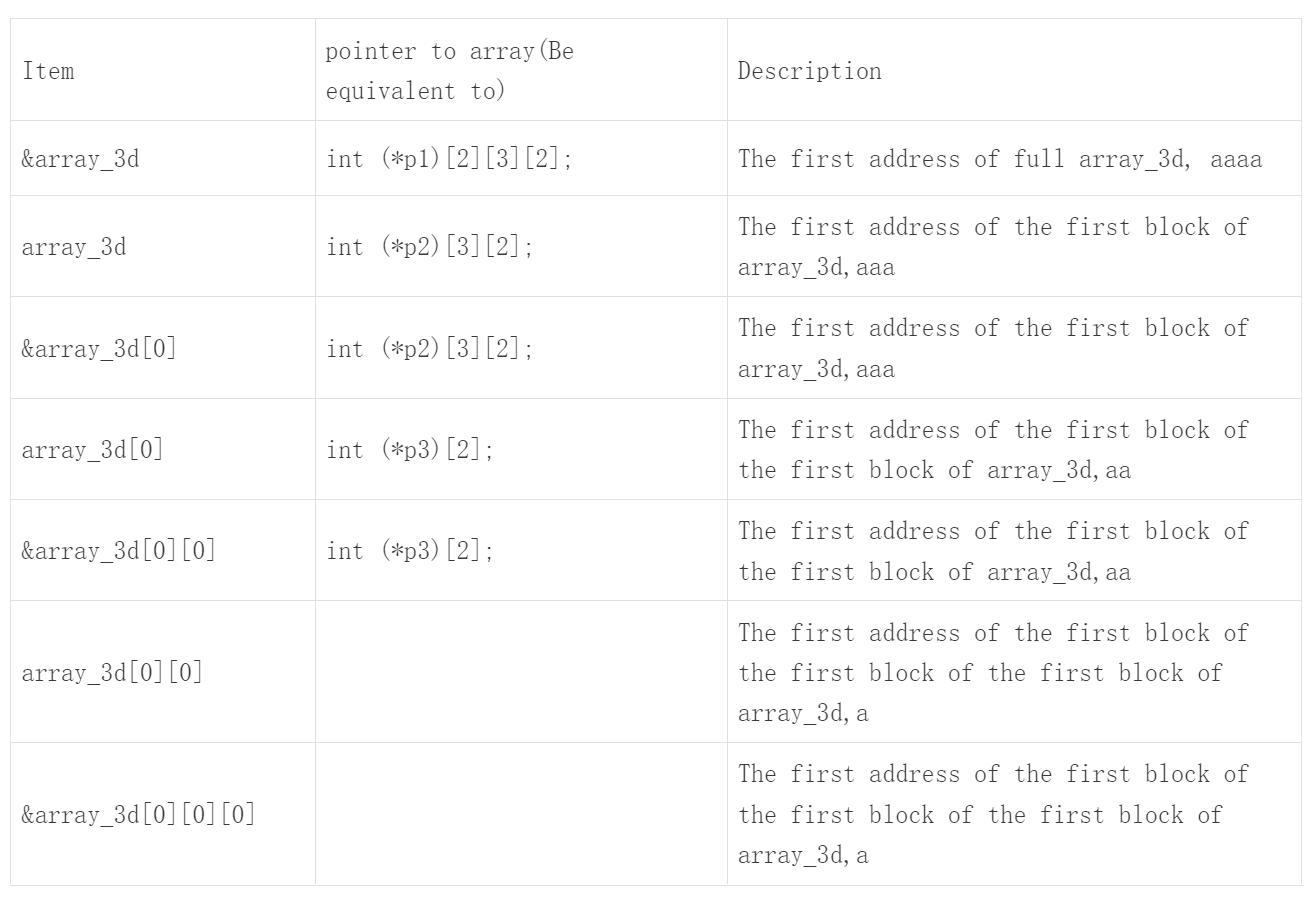 Item
pointer to array(Be
equivalent to)
Description
&array_3d
int (*p1)[2][3][2];
The first address of full array_3d, aaaa
array_3d
int (*p2)[3][2];
The first address of the first block of
array_3d,aaa
&array_3d[0]
int (*p2)[3][2];
The first address of the first block of
array_3d,aaa
array_3d[0]
int (*p3)[2];
The first address of the first block of
the first block of array_3d,aa
&array_3d[0][0]
int (*p3)[2];
The first address of the first block of
the first block of array_3d,aa
array_3d[0][0]
The first address of the first block of
the first block of the first block of
array_3d,a
&array_3d[0][0][0]
The first address of the first block of
the first block of the first block of
array_3d,a